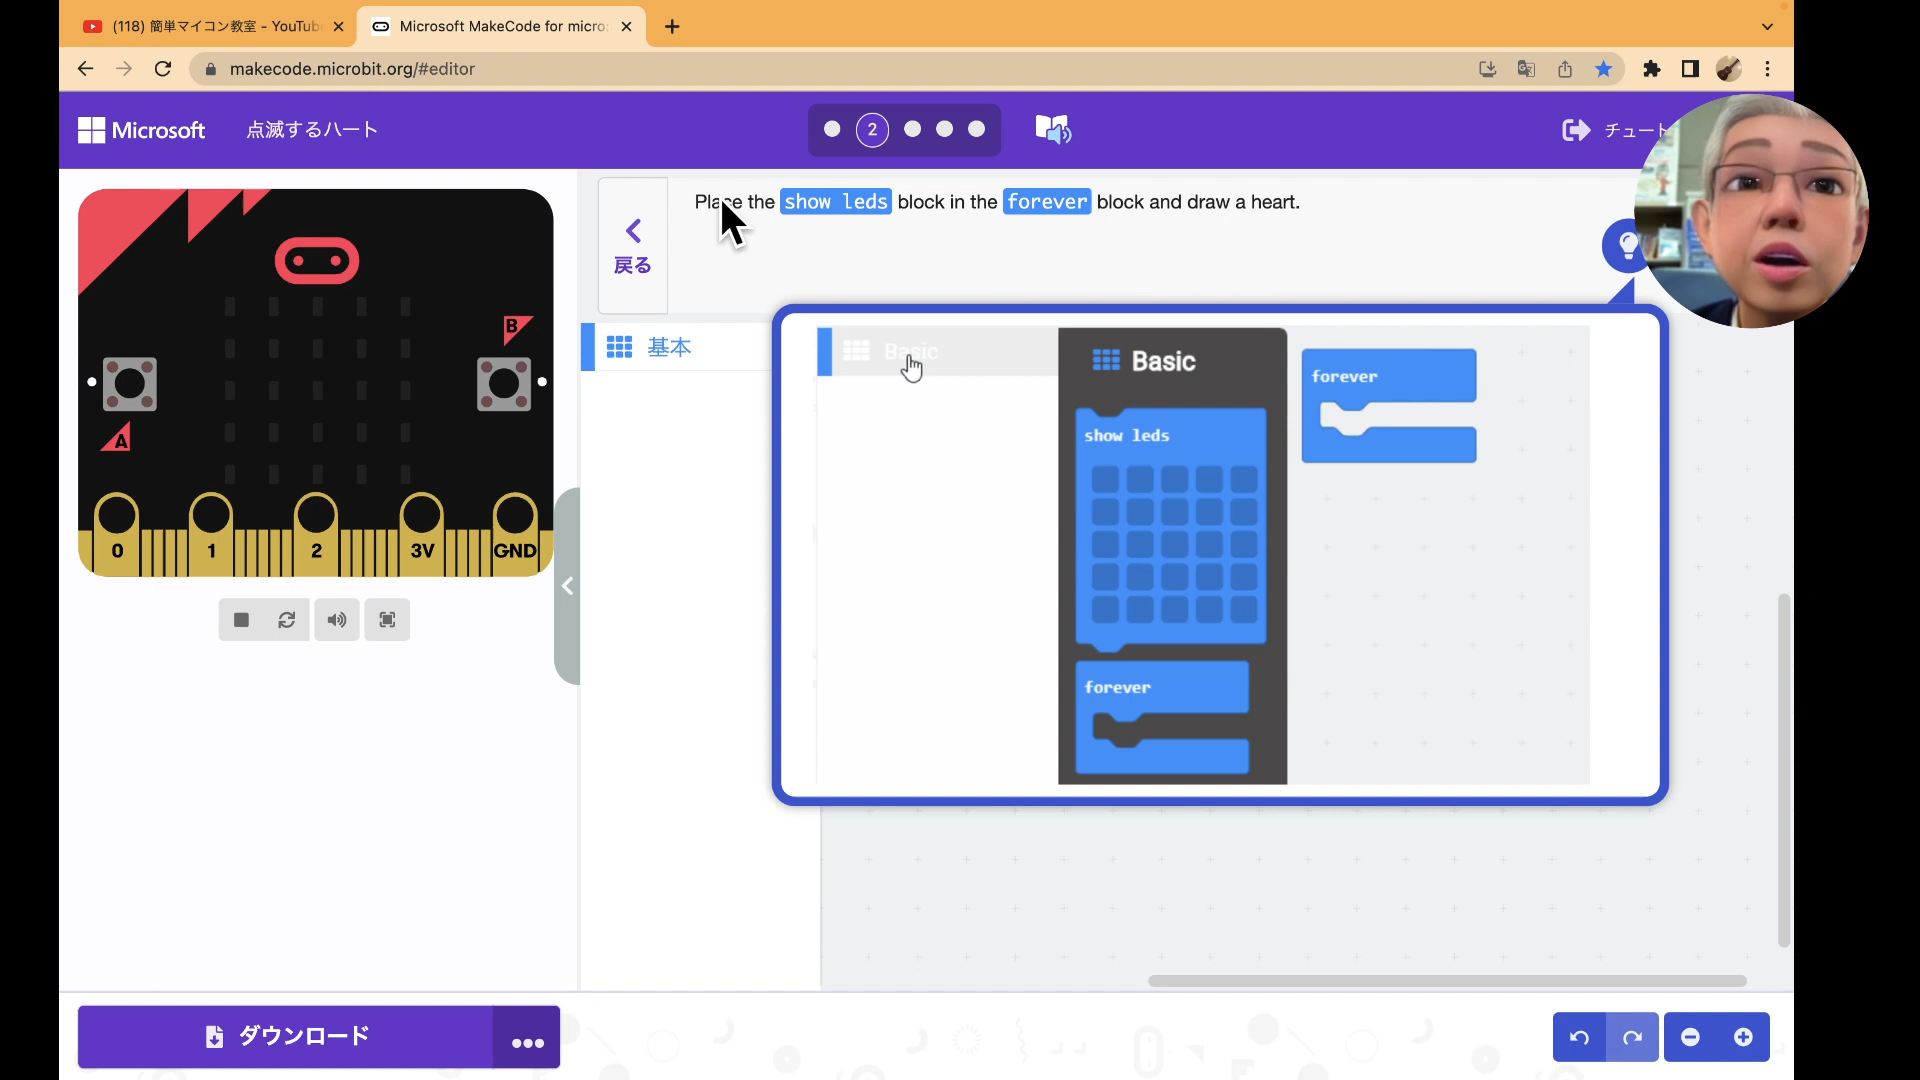 (118) 簡単マイコン教室 - YouTub
Microsoft MakeCode for micro:
makecode.microbit.org/#editor
Microsoft
点滅するハート
2
チュート
戻る
Place the show leds block in the forever block and draw a heart.
基本
Basic
Basic
show leds
forever
forever
B
A
0
1
2
3V
GND
ダウンロード